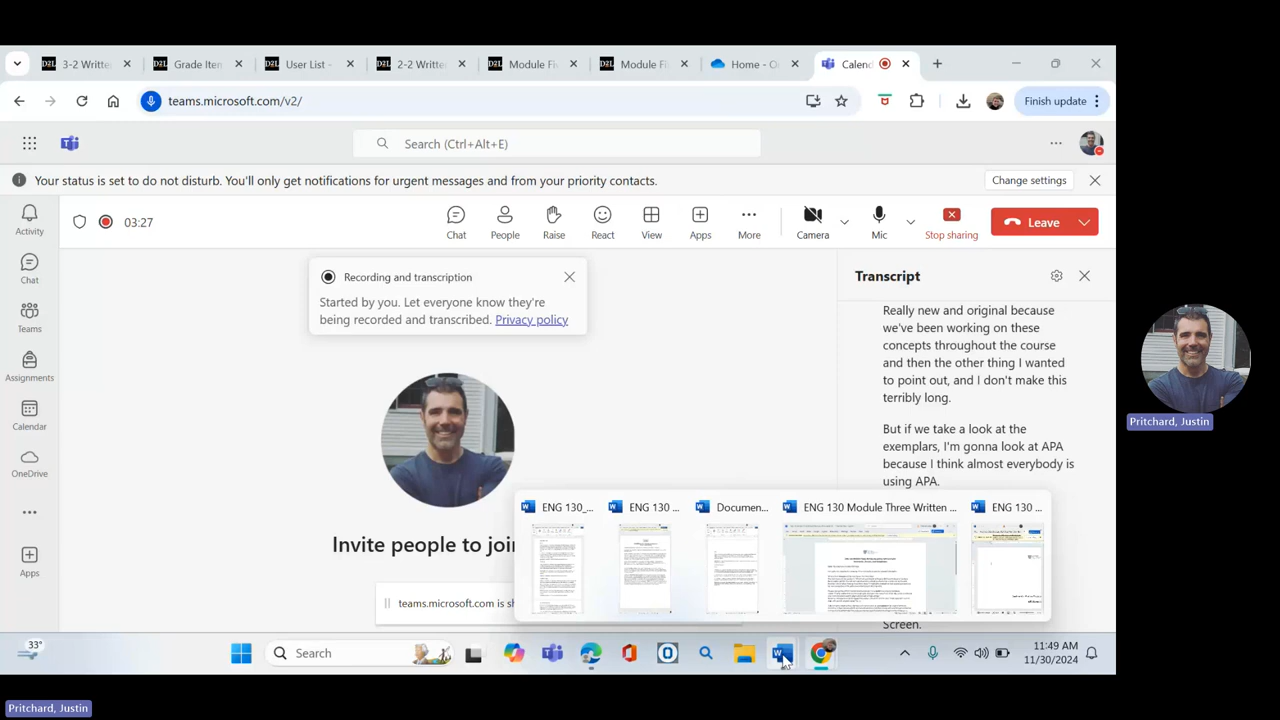 D2L 3-2 Writte
D2L Grade Iten
D2L User List -
D2L 2-2 Writte
D2L Module Fi
D2L Module Fi
Home - O
Calend
teams.microsoft.com/v2/
Finish update
Search (Ctrl+Alt+E)
Your status is set to do not disturb. You'll only get notifications for urgent messages and from your priority contacts.
Change settings
Activity
Chat
Teams
Assignments
Calendar
OneDrive
Apps
03:27
Chat
People
Raise
React
View
Apps
More
Camera
Mic
Stop sharing
Leave
Recording and transcription
Started by you. Let everyone know they're
being recorded and transcribed. Privacy policy
Invite people to joi
teams.microsoft.com is sh
Transcript
Really new and original because
we've been working on these
concepts throughout the course
and then the other thing I wanted
to point out, and I don't make this
terribly long.
But if we take a look at the
exemplars, I'm gonna look at APA
because I think almost everybody is
using APA.
Screen.
ENG 130_...
ENG 130 ...
Documen...
ENG 130 Module Three Written ...
ENG 130 ...
33°
Search
11:49 AM
11/30/2024
Pritchard, Justin
Pritchard, Justin